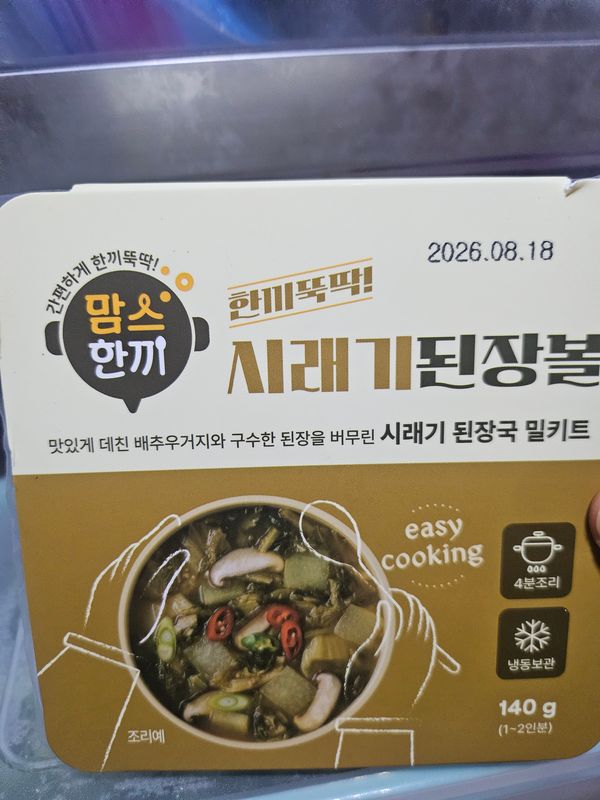 2026.08.18
간편하게 한끼뚝딱!
맘스
한끼
한끼뚝딱!
시래기된장볼
맛있게 데친 배추우거지와 구수한 된장을 버무린 시래기 된장국 밀키트
easy
cooking
4분조리
냉동보관
140 g
(1~2인분)
조리예